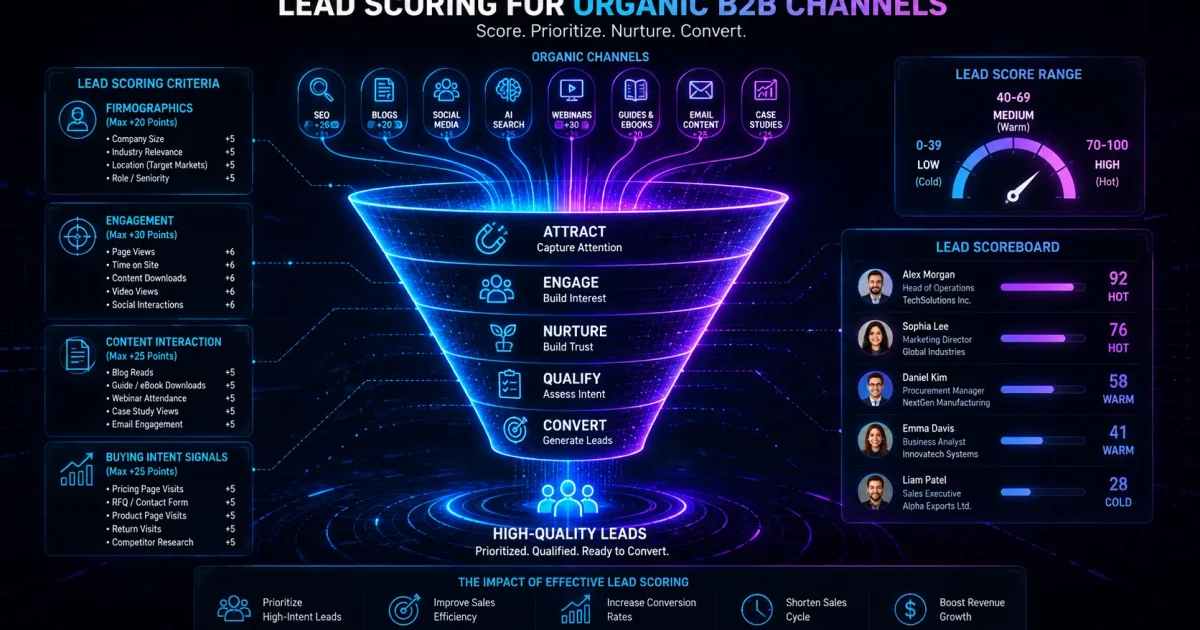 LEAD SCORING FOR ORGANIC B2B CHANNELS
Score. Prioritize. Nurture. Convert.
LEAD SCORING CRITERIA
FIRMOGRAPHICS
(Max +20 Points)
• Company Size +5
• Industry Relevance +5
• Location (Target Markets) +5
• Role / Seniority +5
ENGAGEMENT
(Max +30 Points)
• Page Views +6
• Time on Site +6
• Content Downloads +6
• Video Views +6
• Social Interactions +6
CONTENT INTERACTION
(Max +25 Points)
• Blog Reads +5
• Guide / eBook Downloads +5
• Webinar Attendance +5
• Case Study Views +5
• Email Engagement +5
BUYING INTENT SIGNALS
(Max +25 Points)
• Pricing Page Visits +5
• RFQ / Contact Form +5
• Product Page Visits +5
• Return Visits +5
• Competitor Research +5
ORGANIC CHANNELS
SEO
BLOGS
+20
SOCIAL
MEDIA
AI
SEARCH
WEBINARS
+30
GUIDES &
EBOOKS
EMAIL
CONTENT
CASE
STUDIES
ATTRACT
Capture Attention
ENGAGE
Build Interest
NURTURE
Build Trust
QUALIFY
Assess Intent
CONVERT
Generate Leads
HIGH-QUALITY LEADS
Prioritized. Qualified. Ready to Convert.
LEAD SCORE RANGE
40-69
MEDIUM
(Warm)
0-39
LOW
(Cold)
70-100
HIGH
(Hot)
LEAD SCOREBOARD
Alex Morgan
Head of Operations
TechSolutions Inc.
92
HOT
Sophia Lee
Marketing Director
Global Industries
76
HOT
Daniel Kim
Procurement Manager
NextGen Manufacturing
58
WARM
Emma Davis
Business Analyst
Innovatech Systems
41
WARM
Liam Patel
Sales Executive
Alpha Exports Ltd.
28
COLD
THE IMPACT OF EFFECTIVE LEAD SCORING
Prioritize
High-Intent Leads
Improve Sales
Efficiency
Increase Conversion
Rates
Shorten Sales
Cycle
Boost Revenue
Growth